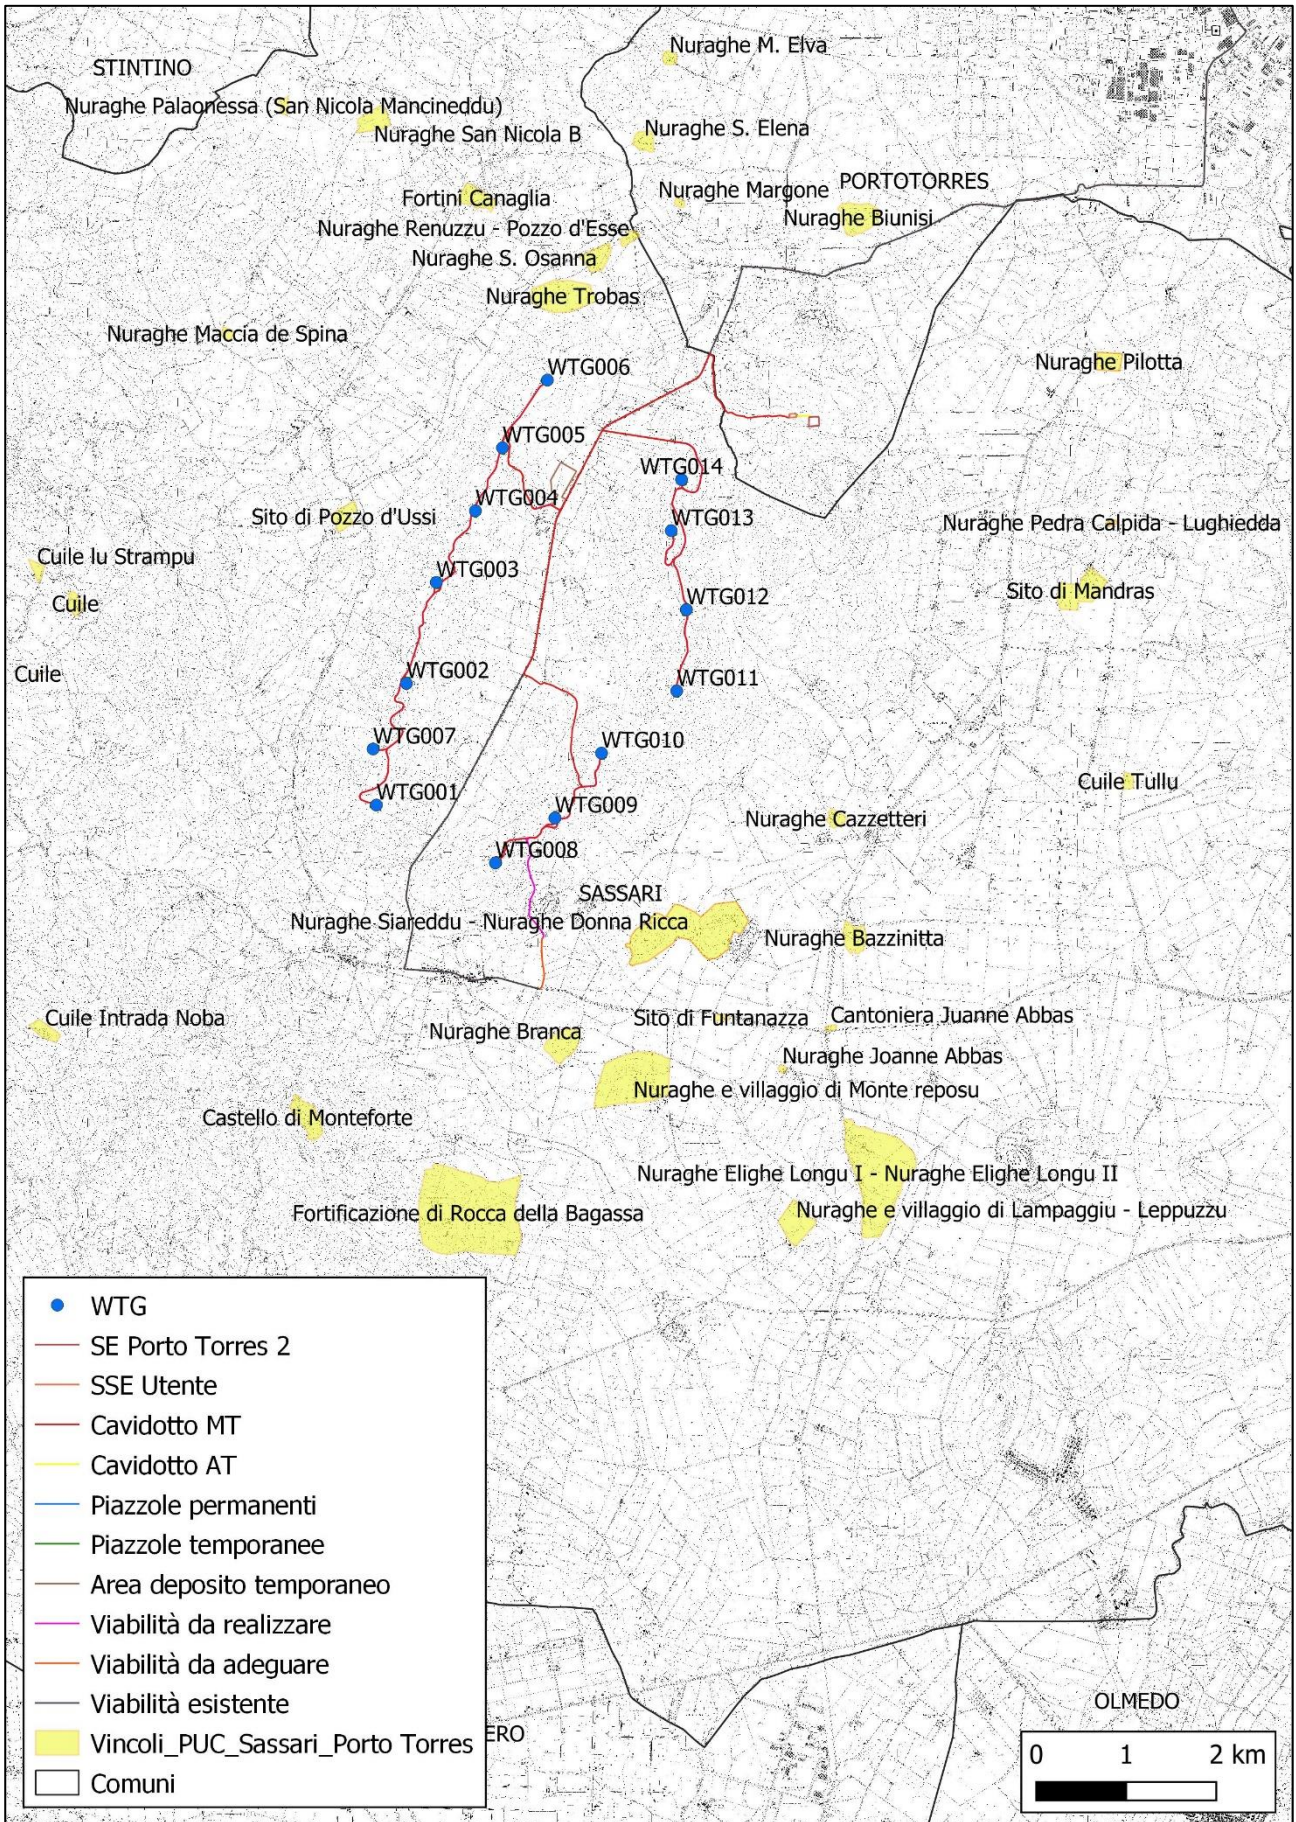 Nuraghe M. Elva
STINTINO
Nuraghe Palaonessa (San Nicola Mancineddu)
Nuraghe San Nicola B
Nuraghe S. Elena
PORTOTORRES
Nuraghe Margone
Fortini Canaglia
Nuraghe Biunisi
Nuraghe Renuzzu - Pozzo d'Esse
Nuraghe S. Osanna
Nuraghe Trobas
Nuraghe Maccia de Spina
Nuraghe Pilotta
WTG006
WTG005
WTG014
WTG004
Sito di Pozzo d'Ussi
WTG013
Nuraghe Pedra Calpida - Lughiedda
Cuile lu Strampu
WTG003
Sito di Mandras
WTG012
Cuile
Cuile
WTG002
WTG011
WTG007
WTG010
Cuile Tullu
WTG001
WTG009
Nuraghe Cazzetteri
WTG008
SASSARI
Nuraghe Siareddu - Nuraghe Donna Ricca
Nuraghe Bazzinitta
Cuile Intrada Noba
Sito di Funtanazza
Cantoniera Juanne Abbas
Nuraghe Branca
Nuraghe Joanne Abbas
Nuraghe e villaggio di Monte reposu
Castello di Monteforte
Nuraghe Elighe Longu I - Nuraghe Elighe Longu II
Nuraghe e villaggio di Lampaggiu - Leppuzzu
Fortificazione di Rocca della Bagassa
WTG
SE Porto Torres 2
SSE Utente
Cavidotto MT
Cavidotto AT
Piazzole permanenti
Piazzole temporanee
Area deposito temporaneo
Viabilità da realizzare
Viabilità da adeguare
Viabilità esistente
Vincoli_PUC_Sassari_Porto Torres
Comuni
ERO
OLMEDO
0 1 2 km